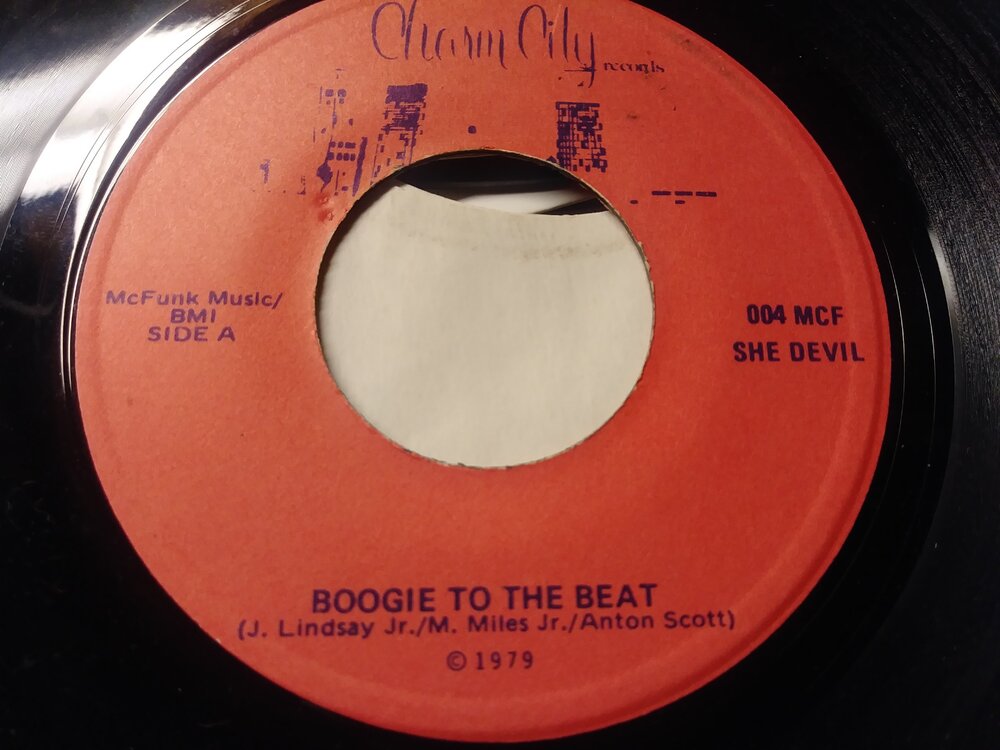 Charm City
records
McFunk Music/
BMI
SIDE A
004 MCF
SHE DEVIL
BOOGIE TO THE BEAT
(J. Lindsay Jr./M. Miles Jr./Anton Scott)
©1979